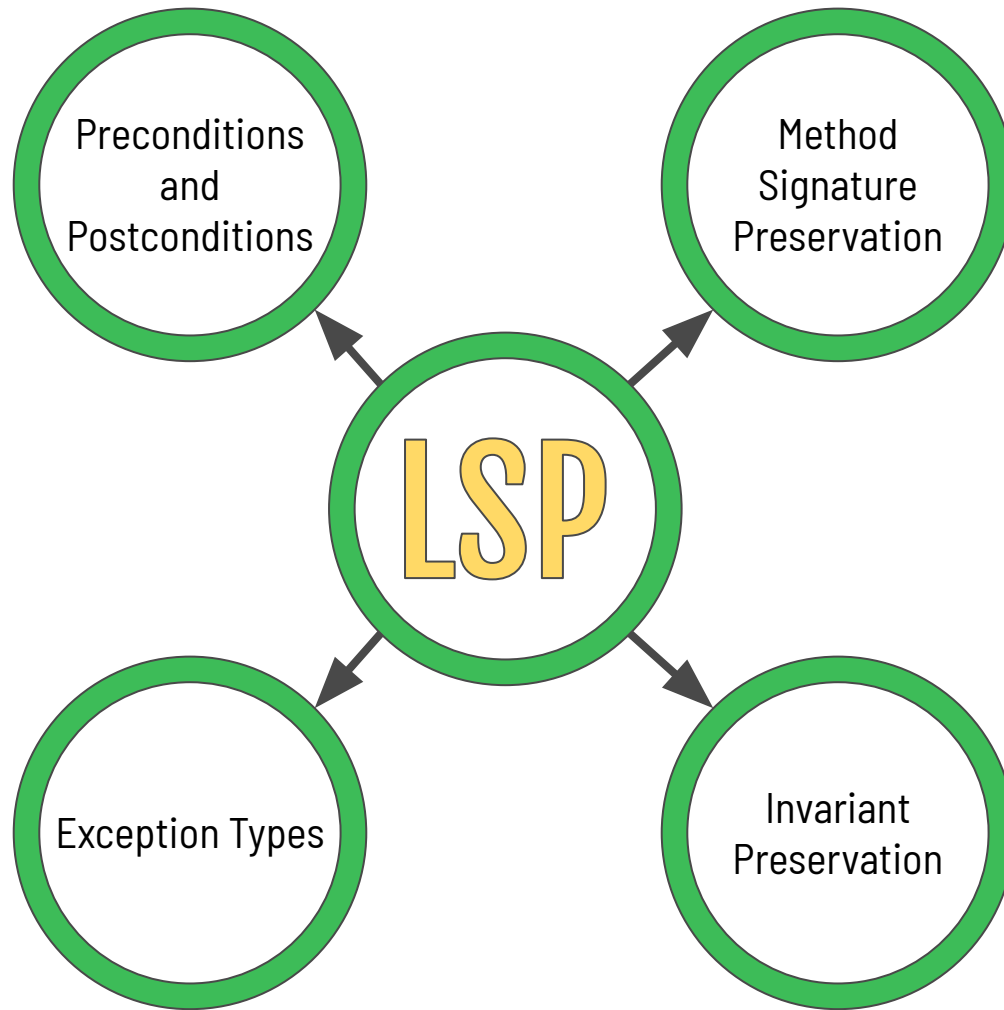 Preconditions
and
Postconditions
Method
Signature
Preservation
LSP
Exception Types
Invariant
Preservation